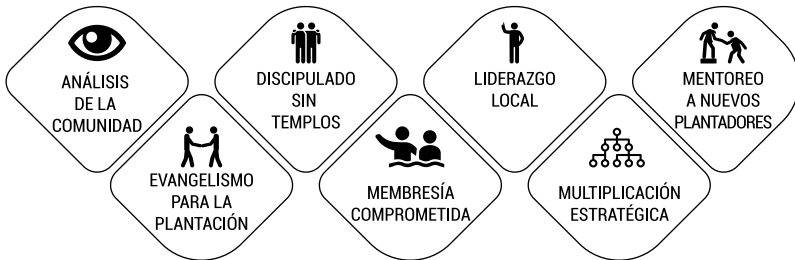 ANÁLISIS
DE LA
COMUNIDAD
EVANGELISMO
PARA LA
PLANTACIÓN
DISCIPULADO
SIN
TEMPLOS
MEMBRESÍA
COMPROMETIDA
LIDERAZGO
LOCAL
MULTIPLICACIÓN
ESTRATÉGICA
MENTOREO
A NUEVOS
PLANTADORES